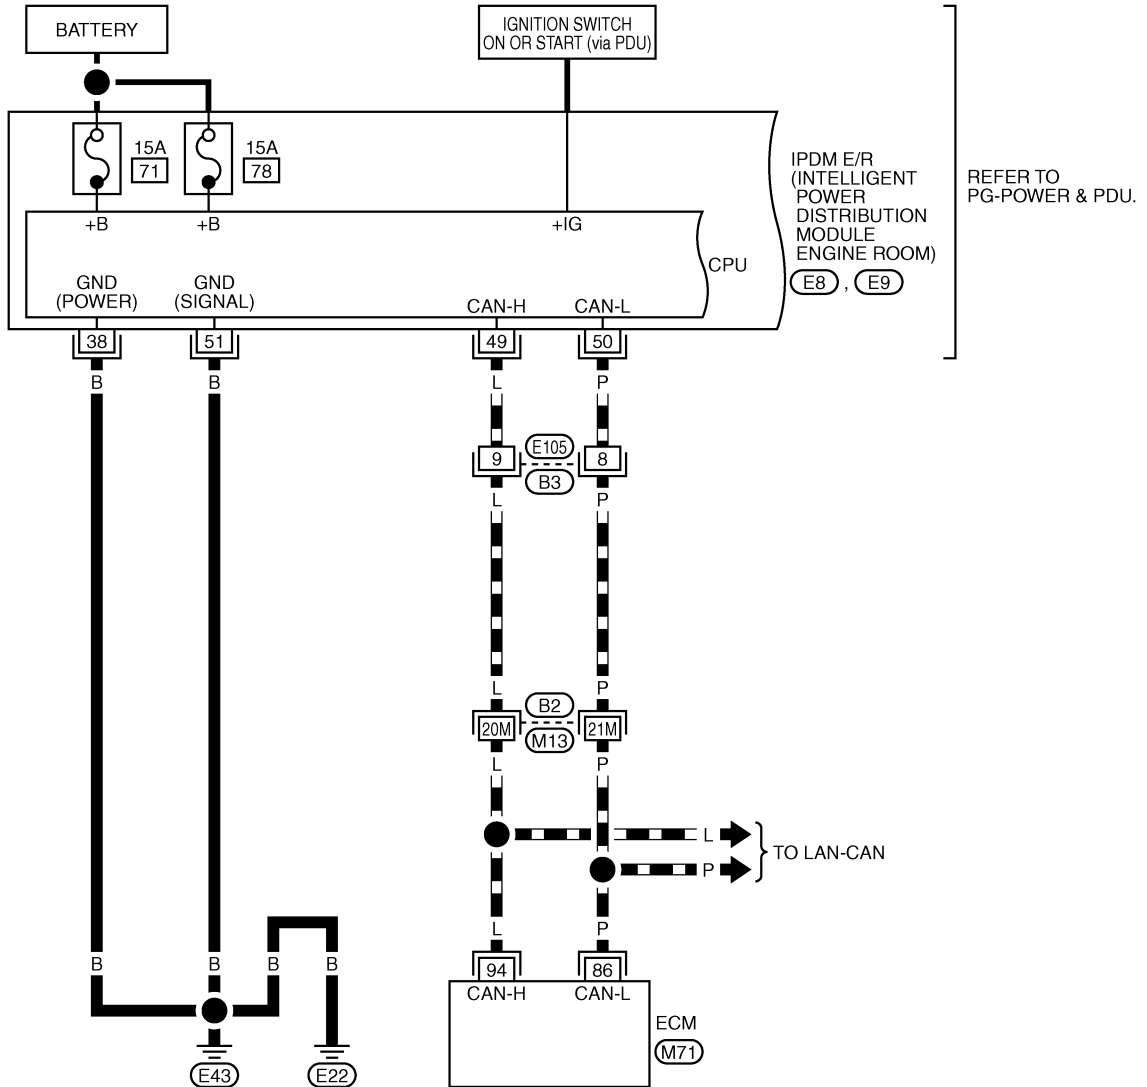 BATTERY
IGNITION SWITCH
ON OR START (via PDU)
15A
71
15A
78
IPDM E/R
(INTELLIGENT
POWER
DISTRIBUTION
MODULE
ENGINE ROOM)
E8 , E9
REFER TO
PG-POWER & PDU.
+B
+B
+IG
CPU
GND
(POWER)
GND
(SIGNAL)
CAN-H
CAN-L
38
51
49
50
B
B
L
P
9
E105
8
B3
L
P
L
P
B2
20M
21M
M13
L
P
L
TO LAN-CAN
P
L
P
B
B
B
B
94
86
CAN-H
CAN-L
ECM
M71
E43
E22